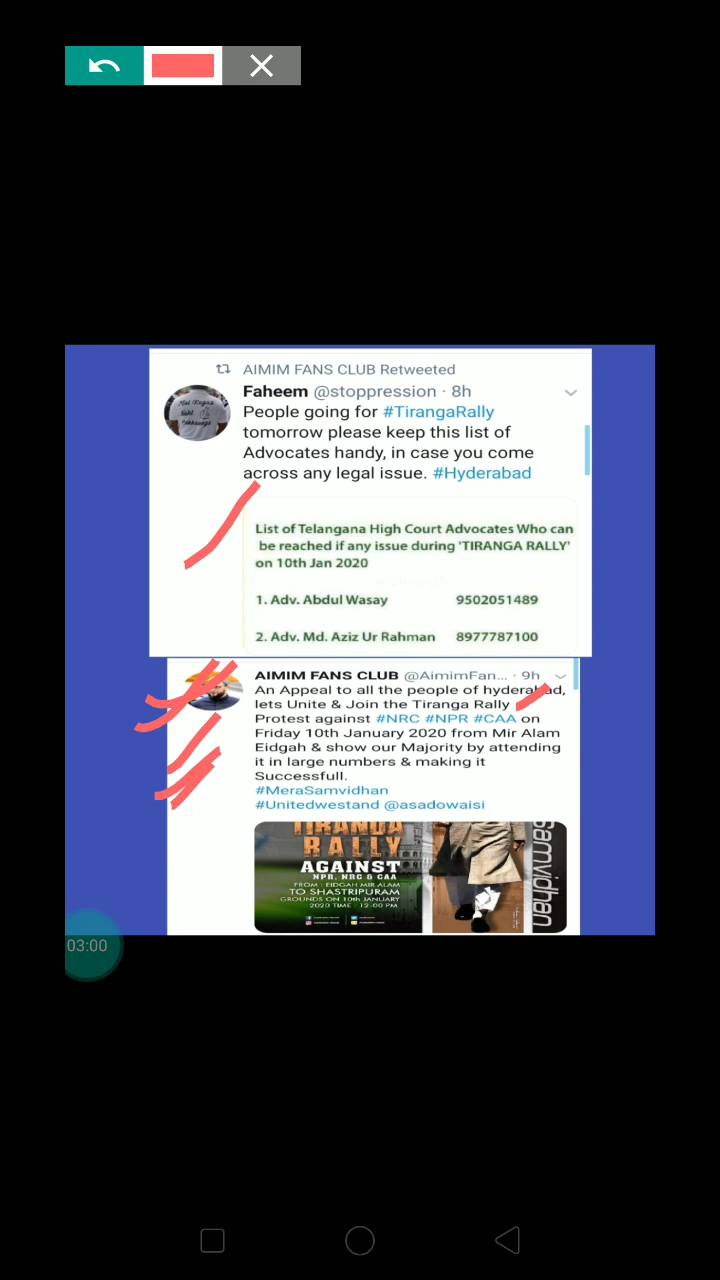 AIMIM FANS CLUB Retweeted
Faheem @stoppression · 8h
People going for #TirangaRally
tomorrow please keep this list of
Advocates handy, in case you come
across any legal issue. #Hyderabad
List of Telangana High Court Advocates Who can
be reached if any issue during 'TIRANGA RALLY'
on 10th Jan 2020
1. Adv. Abdul Wasay 9502051489
2. Adv. Md. Aziz Ur Rahman 8977787100
AIMIM FANS CLUB @AimimFan... · 9h
An Appeal to all the people of hyderabad,
lets Unite & Join the Tiranga Rally
Protest against #NRC #NPR #CAA on
Friday 10th January 2020 from Mir Alam
Eidgah & show our Majority by attending
it in large numbers & making it
Successfull.
#MeraSamvidhan
#Unitedwestand @asadowaisi
RALLY
AGAINST
NPR, NRC & CAA
FROM : EIDGAH MIR ALAM
TO SHASTRIPURAM
GROUNDS ON 10th JANUARY
2020 TIME : 12:00 PM
Samvidhan
03:00